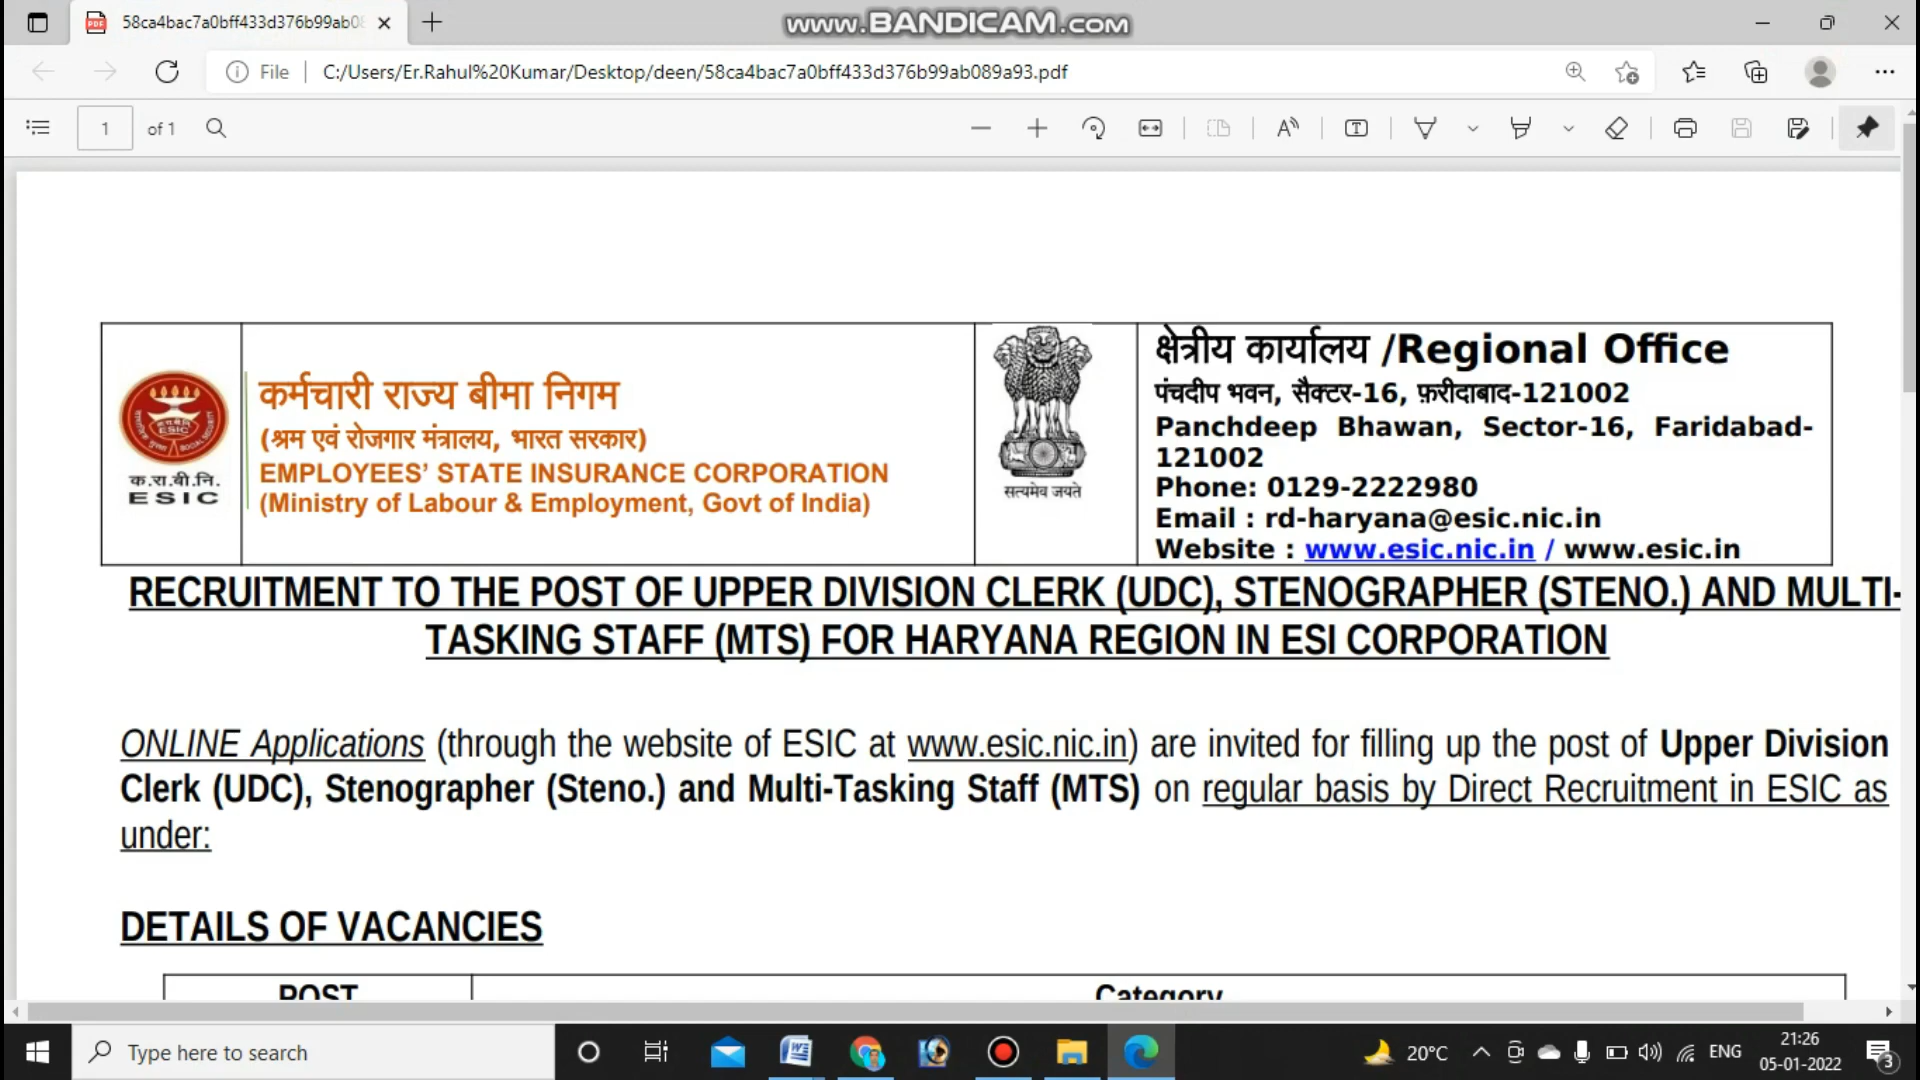 58ca4bac7a0bff433d376b99ab08
www.BANDICAM.com
File
C:/Users/Er.Rahul%20Kumar/Desktop/deen/58ca4bac7a0bff433d376b99ab089a93.pdf
1 of 1
क्षेत्रीय कार्यालय /Regional Office
पंचदीप भवन, सैक्टर-16, फ़रीदाबाद-121002
Panchdeep Bhawan, Sector-16, Faridabad-
121002
Phone: 0129-2222980
Email : rd-haryana@esic.nic.in
Website : www.esic.nic.in / www.esic.in
कर्मचारी राज्य बीमा निगम
(श्रम एवं रोजगार मंत्रालय, भारत सरकार)
EMPLOYEES’ STATE INSURANCE CORPORATION
(Ministry of Labour & Employment, Govt of India)
ESIC
क.रा.बी.नि.
ESIC
सत्यमेव जयते
RECRUITMENT TO THE POST OF UPPER DIVISION CLERK (UDC), STENOGRAPHER (STENO.) AND MULTI-
TASKING STAFF (MTS) FOR HARYANA REGION IN ESI CORPORATION
ONLINE Applications (through the website of ESIC at www.esic.nic.in) are invited for filling up the post of Upper Division
Clerk (UDC), Stenographer (Steno.) and Multi-Tasking Staff (MTS) on regular basis by Direct Recruitment in ESIC as
under:
DETAILS OF VACANCIES
POST Category
Type here to search
20°C
ENG
21:26
05-01-2022
3